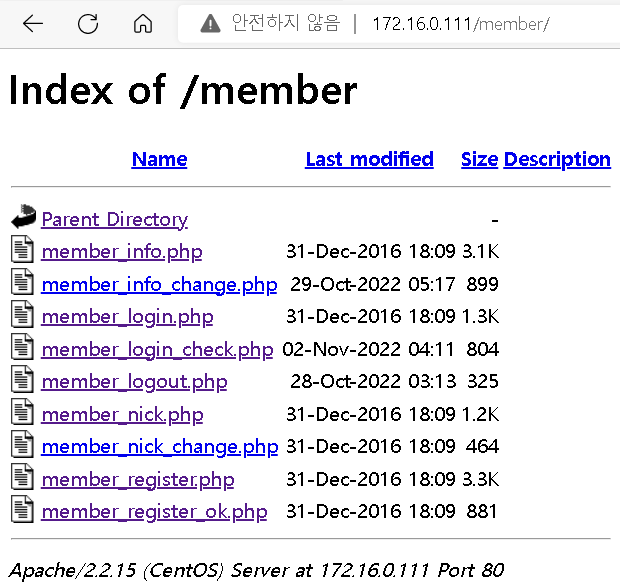 안전하지 않음 | 172.16.0.111/member/
Index of /member
Name Last modified Size Description
Parent Directory -
member_info.php 31-Dec-2016 18:09 3.1K
member_info_change.php 29-Oct-2022 05:17 899
member_login.php 31-Dec-2016 18:09 1.3K
member_login_check.php 02-Nov-2022 04:11 804
member_logout.php 28-Oct-2022 03:13 325
member_nick.php 31-Dec-2016 18:09 1.2K
member_nick_change.php 31-Dec-2016 18:09 464
member_register.php 31-Dec-2016 18:09 3.3K
member_register_ok.php 31-Dec-2016 18:09 881
Apache/2.2.15 (CentOS) Server at 172.16.0.111 Port 80